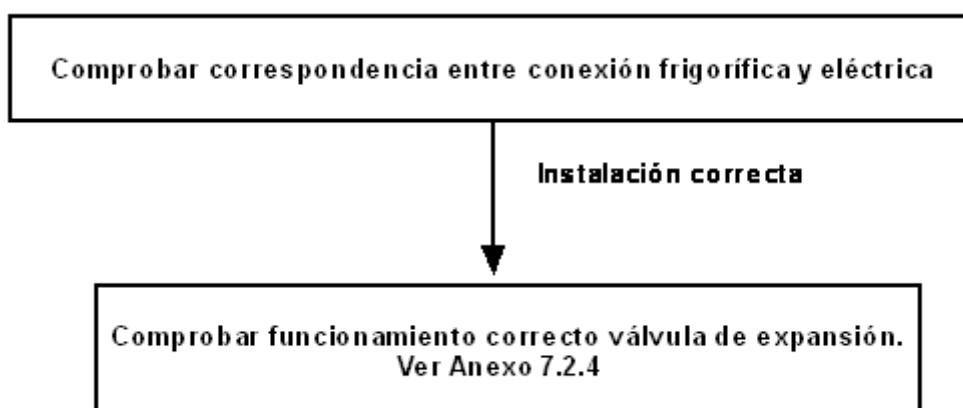 Comprobar correspondencia entre conexión frigorífica y eléctrica
Instalación correcta
Comprobar funcionamiento correcto válvula de expansión.
Ver Anexo 7.2.4